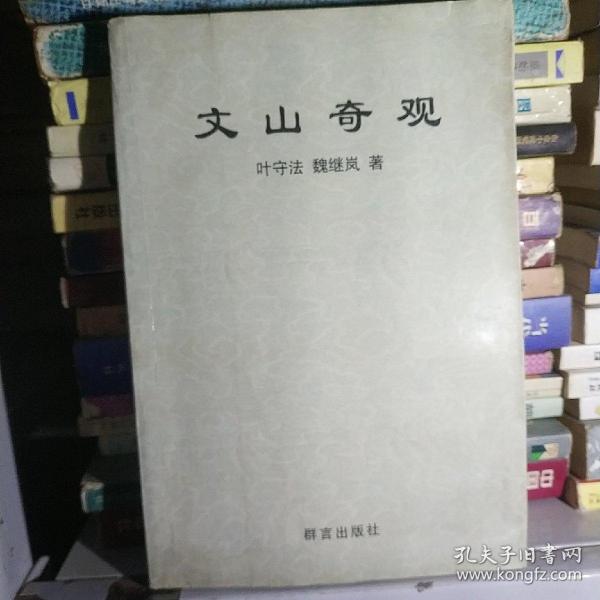 文山奇观
叶守法 魏继岚 著
群言出版社
孔夫子旧书网
www.kongfz.com